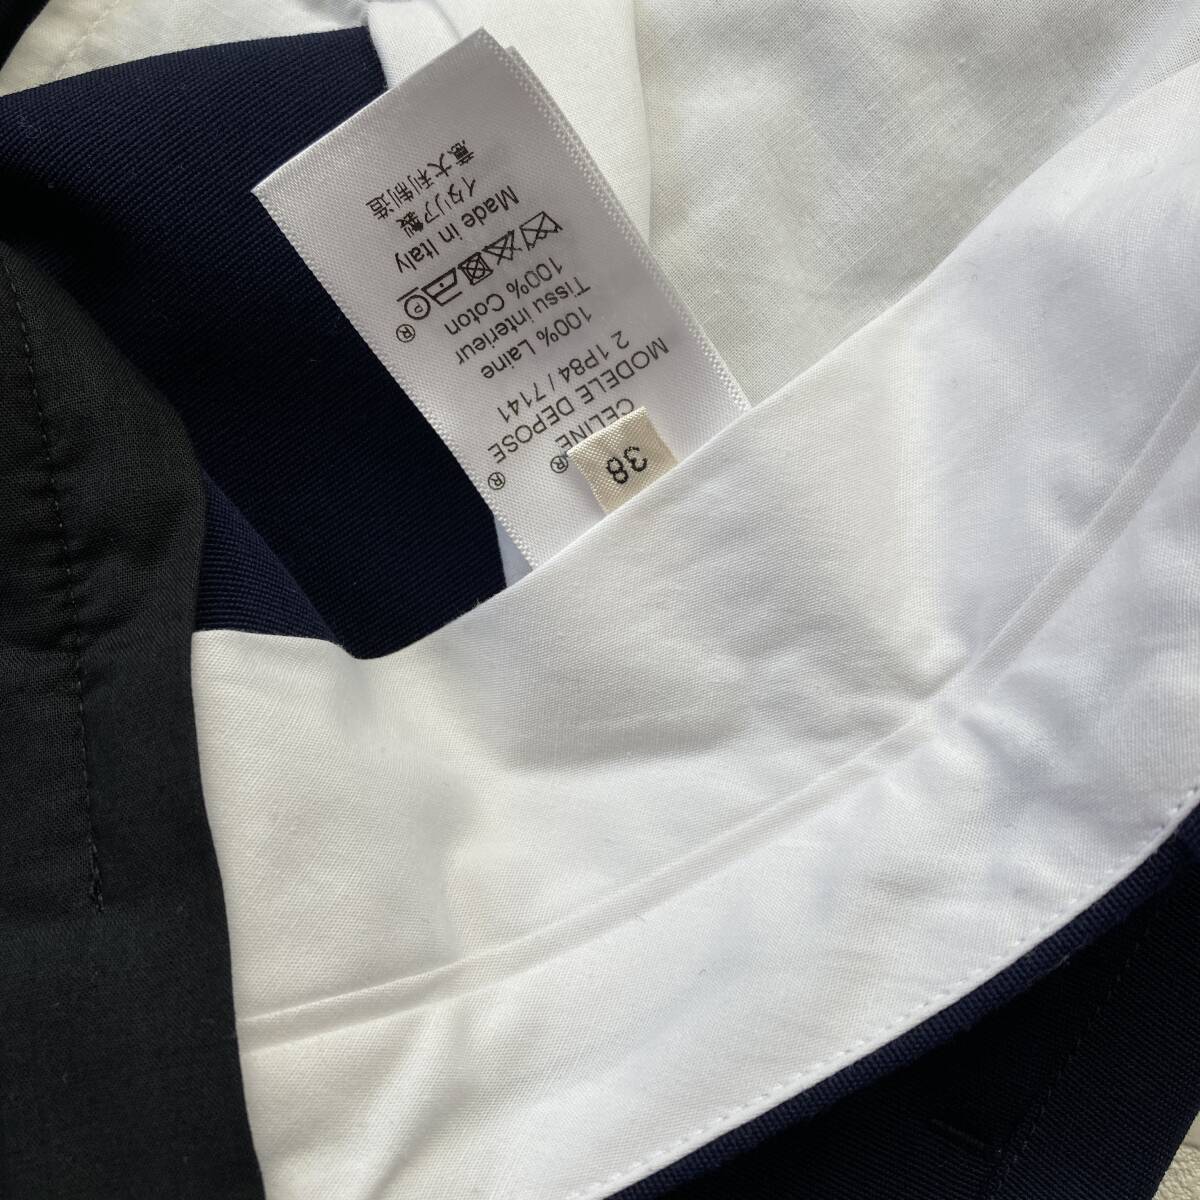 38
CELINE®
MODELE DEPOSE®
2 1P84 / 7141
100% Laine
Tissu interieur
100% Coton
P ®
Made in Italy
イタリア製
意大利制造